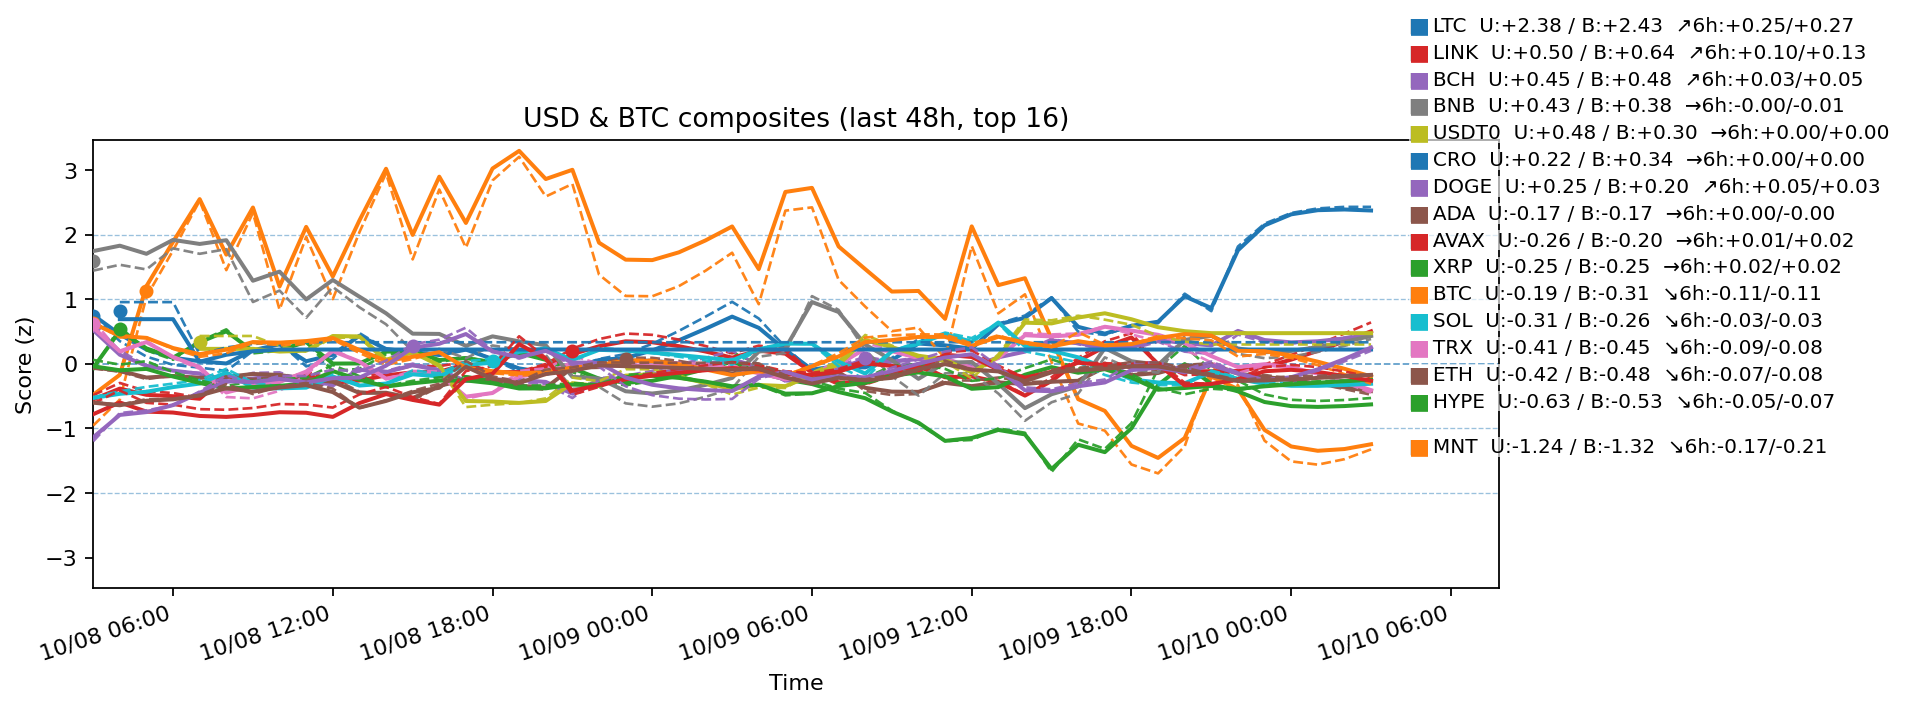 USD & BTC composites (last 48h, top 16)
LTC U:+2.38 / B:+2.43 ↗6h:+0.25/+0.27
LINK U:+0.50 / B:+0.64 ↗6h:+0.10/+0.13
BCH U:+0.45 / B:+0.48 ↗6h:+0.03/+0.05
BNB U:+0.43 / B:+0.38 →6h:-0.00/-0.01
USDT0 U:+0.48 / B:+0.30 →6h:+0.00/+0.00
CRO U:+0.22 / B:+0.34 →6h:+0.00/+0.00
DOGE U:+0.25 / B:+0.20 ↗6h:+0.05/+0.03
ADA U:-0.17 / B:-0.17 →6h:+0.00/-0.00
AVAX U:-0.26 / B:-0.20 →6h:+0.01/+0.02
XRP U:-0.25 / B:-0.25 →6h:+0.02/+0.02
BTC U:-0.19 / B:-0.31 ↘6h:-0.11/-0.11
SOL U:-0.31 / B:-0.26 ↘6h:-0.03/-0.03
TRX U:-0.41 / B:-0.45 ↘6h:-0.09/-0.08
ETH U:-0.42 / B:-0.48 ↘6h:-0.07/-0.08
HYPE U:-0.63 / B:-0.53 ↘6h:-0.05/-0.07
MNT U:-1.24 / B:-1.32 ↘6h:-0.17/-0.21
Score (z)
3
2
1
0
−1
−2
−3
10/08 06:00
10/08 12:00
10/08 18:00
10/09 00:00
10/09 06:00
10/09 12:00
10/09 18:00
10/10 00:00
10/10 06:00
Time